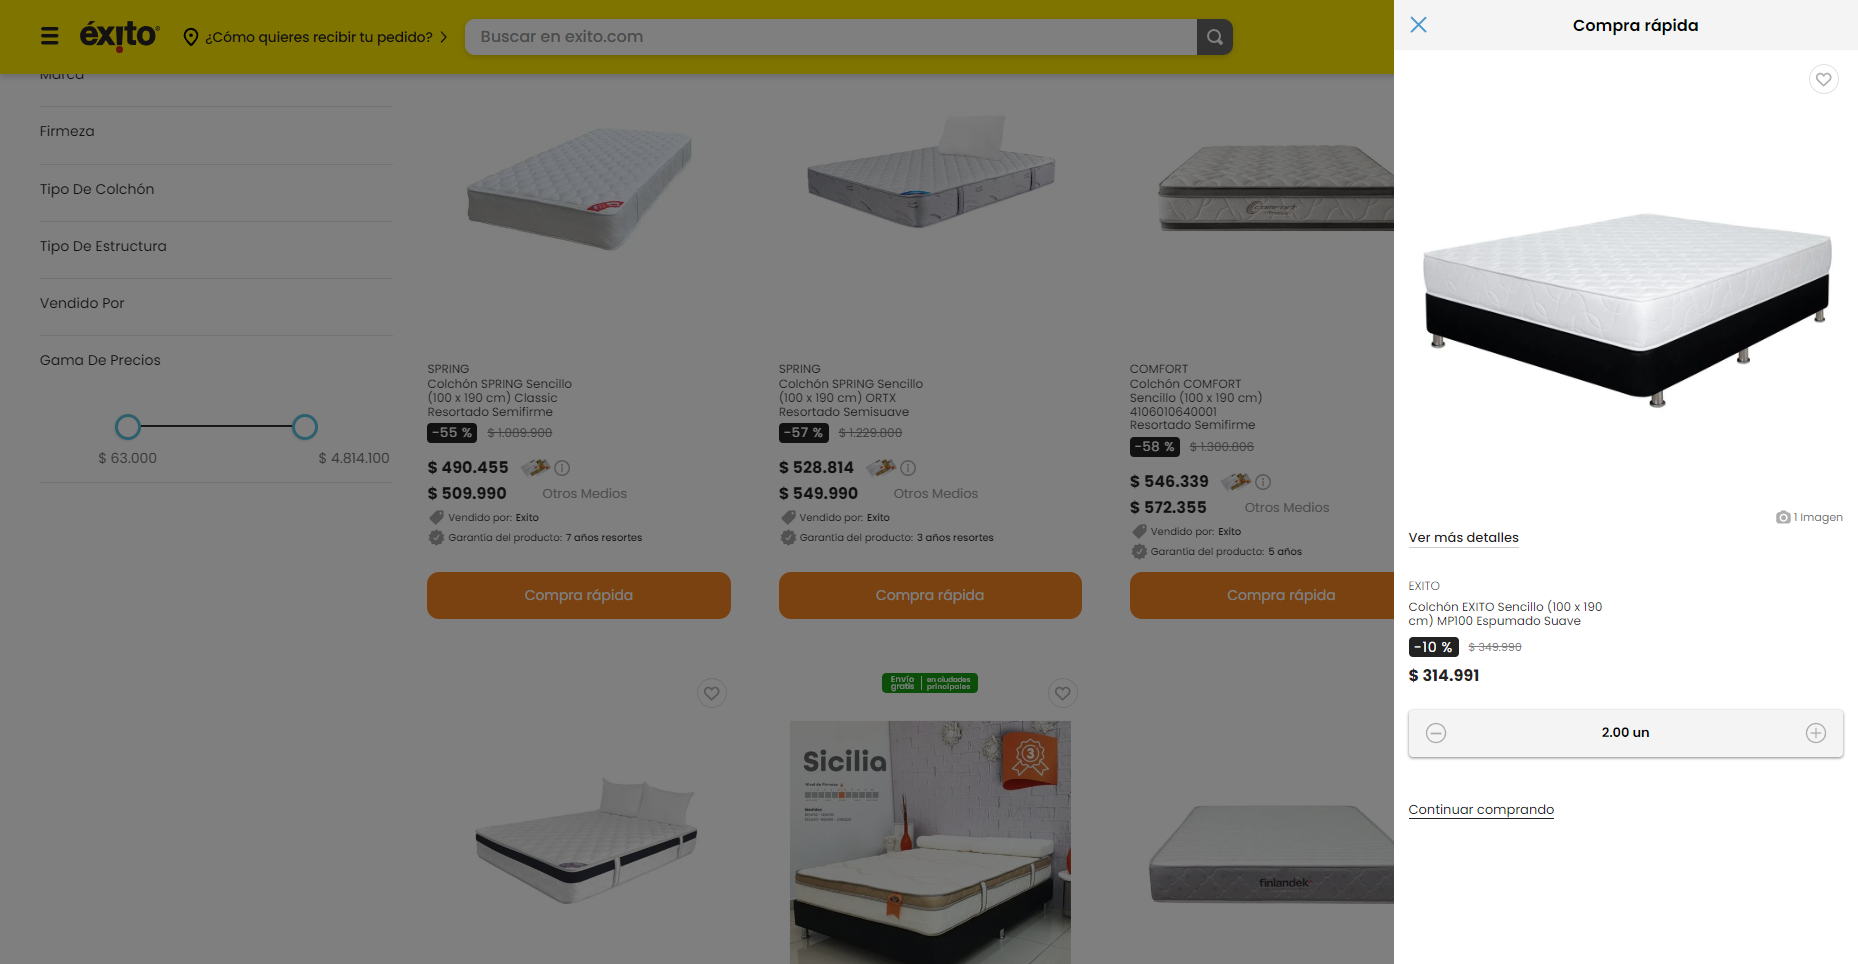 éxito
¿Cómo quieres recibir tu pedido?
Buscar en exito.com
Marca
Firmeza
Tipo De Colchón
Tipo De Estructura
Vendido Por
Gama De Precios
$ 63.000
$ 4.814.100
SPRING
Colchón SPRING Sencillo
(100 x 190 cm) Classic
Resortado Semifirme
-55 % $ 1.089.900
$ 490.455
$ 509.990 Otros Medios
Vendido por: Exito
Garantía del producto: 7 años resortes
Compra rápida
SPRING
Colchón SPRING Sencillo
(100 x 190 cm) ORTX
Resortado Semisuave
-57 % $ 1.229.800
$ 528.814
$ 549.990 Otros Medios
Vendido por: Exito
Garantía del producto: 3 años resortes
Compra rápida
Comfort
COMFORT
Colchón COMFORT
Sencillo (100 x 190 cm)
4106010640001
Resortado Semifirme
-58 % $ 1.300.806
$ 546.339
$ 572.355 Otros Medios
Vendido por: Exito
Garantía del producto: 5 años
Compra rápida
Envío gratis
en ciudades principales
Sicilia
Nivel de Firmeza
3
finlandek
Compra rápida
1 Imagen
Ver más detalles
EXITO
Colchón EXITO Sencillo (100 x 190
cm) MP100 Espumado Suave
-10 % $ 349.990
$ 314.991
2.00 un
Continuar comprando